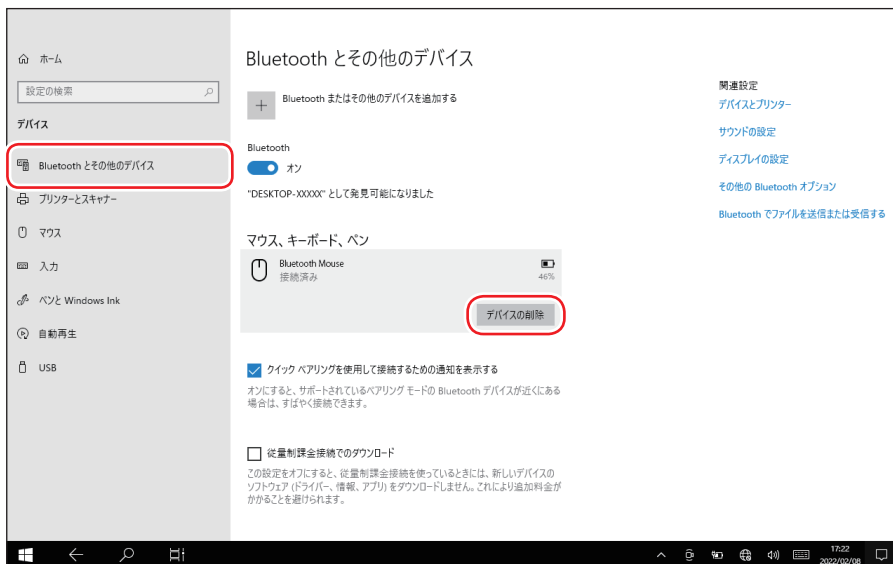 ホーム
設定の検索
デバイス
Bluetooth とその他のデバイス
プリンターとスキャナー
マウス
入力
ペンと Windows Ink
自動再生
USB
Bluetooth とその他のデバイス
Bluetooth またはその他のデバイスを追加する
Bluetooth
オン
"DESKTOP-XXXXX" として発見可能になりました
マウス、キーボード、ペン
Bluetooth Mouse
接続済み
46%
デバイスの削除
クイック ペアリングを使用して接続するための通知を表示する
オンにすると、サポートされているペアリング モードの Bluetooth デバイスが近くにある
場合は、すばやく接続できます。
従量制課金接続でのダウンロード
この設定をオフにすると、従量制課金接続を使っているときには、新しいデバイスの
ソフトウェア (ドライバー、情報、アプリ) をダウンロードしません。これにより追加料金が
かかることを避けられます。
関連設定
デバイスとプリンター
サウンドの設定
ディスプレイの設定
その他の Bluetooth オプション
Bluetooth でファイルを送信または受信する
17:22
2022/02/08